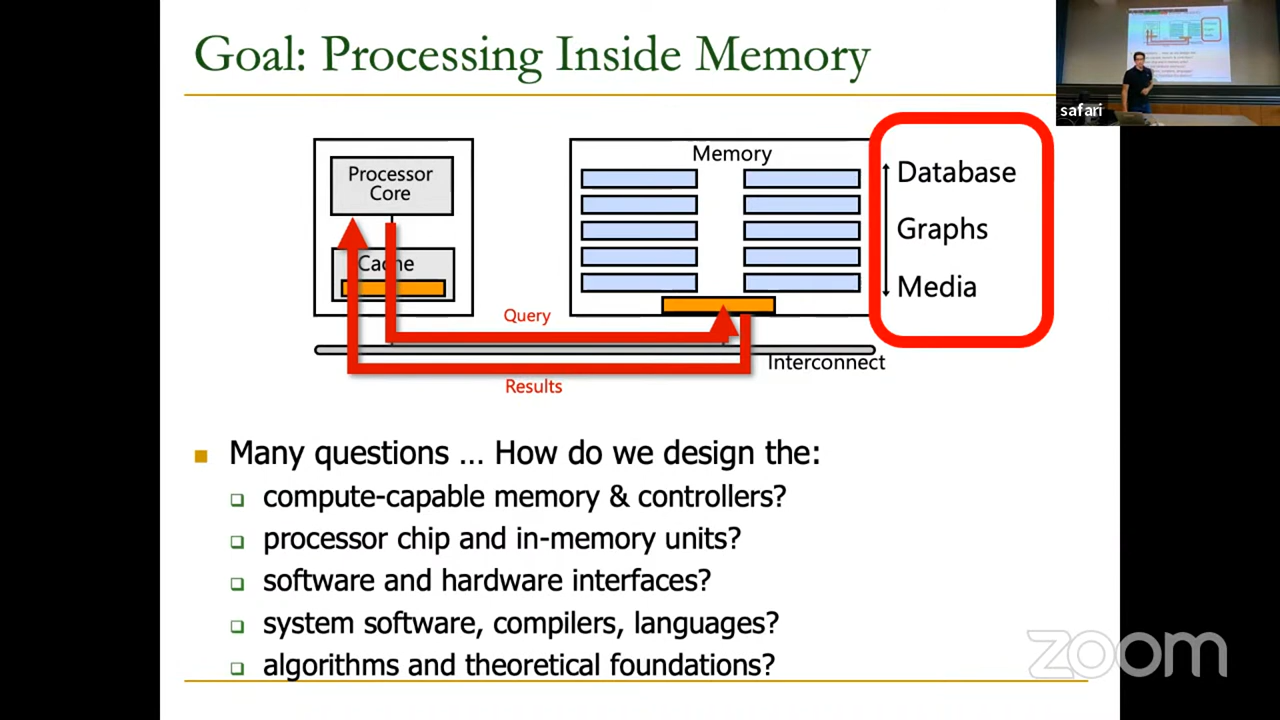 Goal: Processing Inside Memory
safari
Processor
Core
Cache
Memory
Database
Graphs
Media
Query
Interconnect
Results
Many questions ... How do we design the:
compute-capable memory & controllers?
processor chip and in-memory units?
software and hardware interfaces?
system software, compilers, languages?
algorithms and theoretical foundations?
zoom